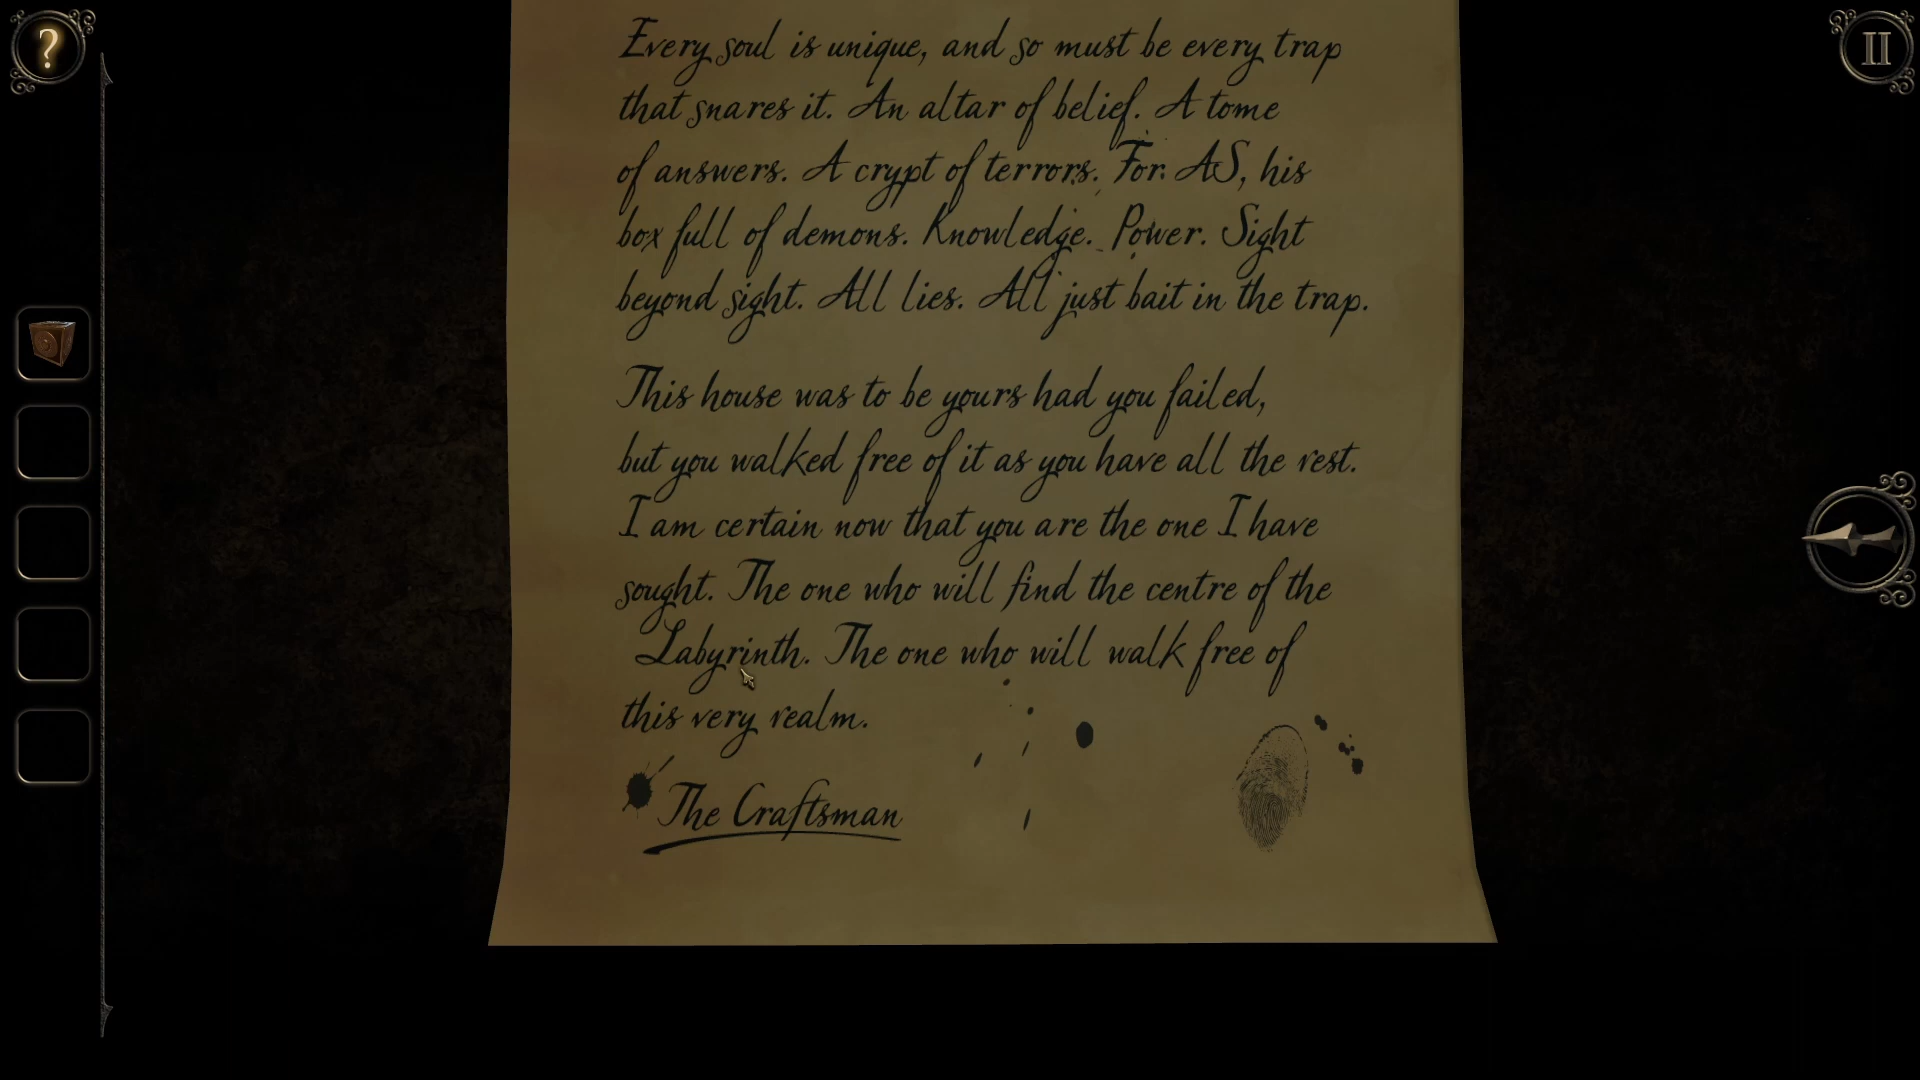 Every soul is unique, and so must be every trap
that snares it. An altar of belief. A tome
of answers. A crypt of terrors. For AS, his
box full of demons. Knowledge. Power. Sight
beyond sight. All lies. All just bait in the trap.
This house was to be yours had you failed,
but you walked free of it as you have all the rest.
I am certain now that you are the one I have
sought. The one who will find the centre of the
Labyrinth. The one who will walk free of
this very realm.
The Craftsman
?
II